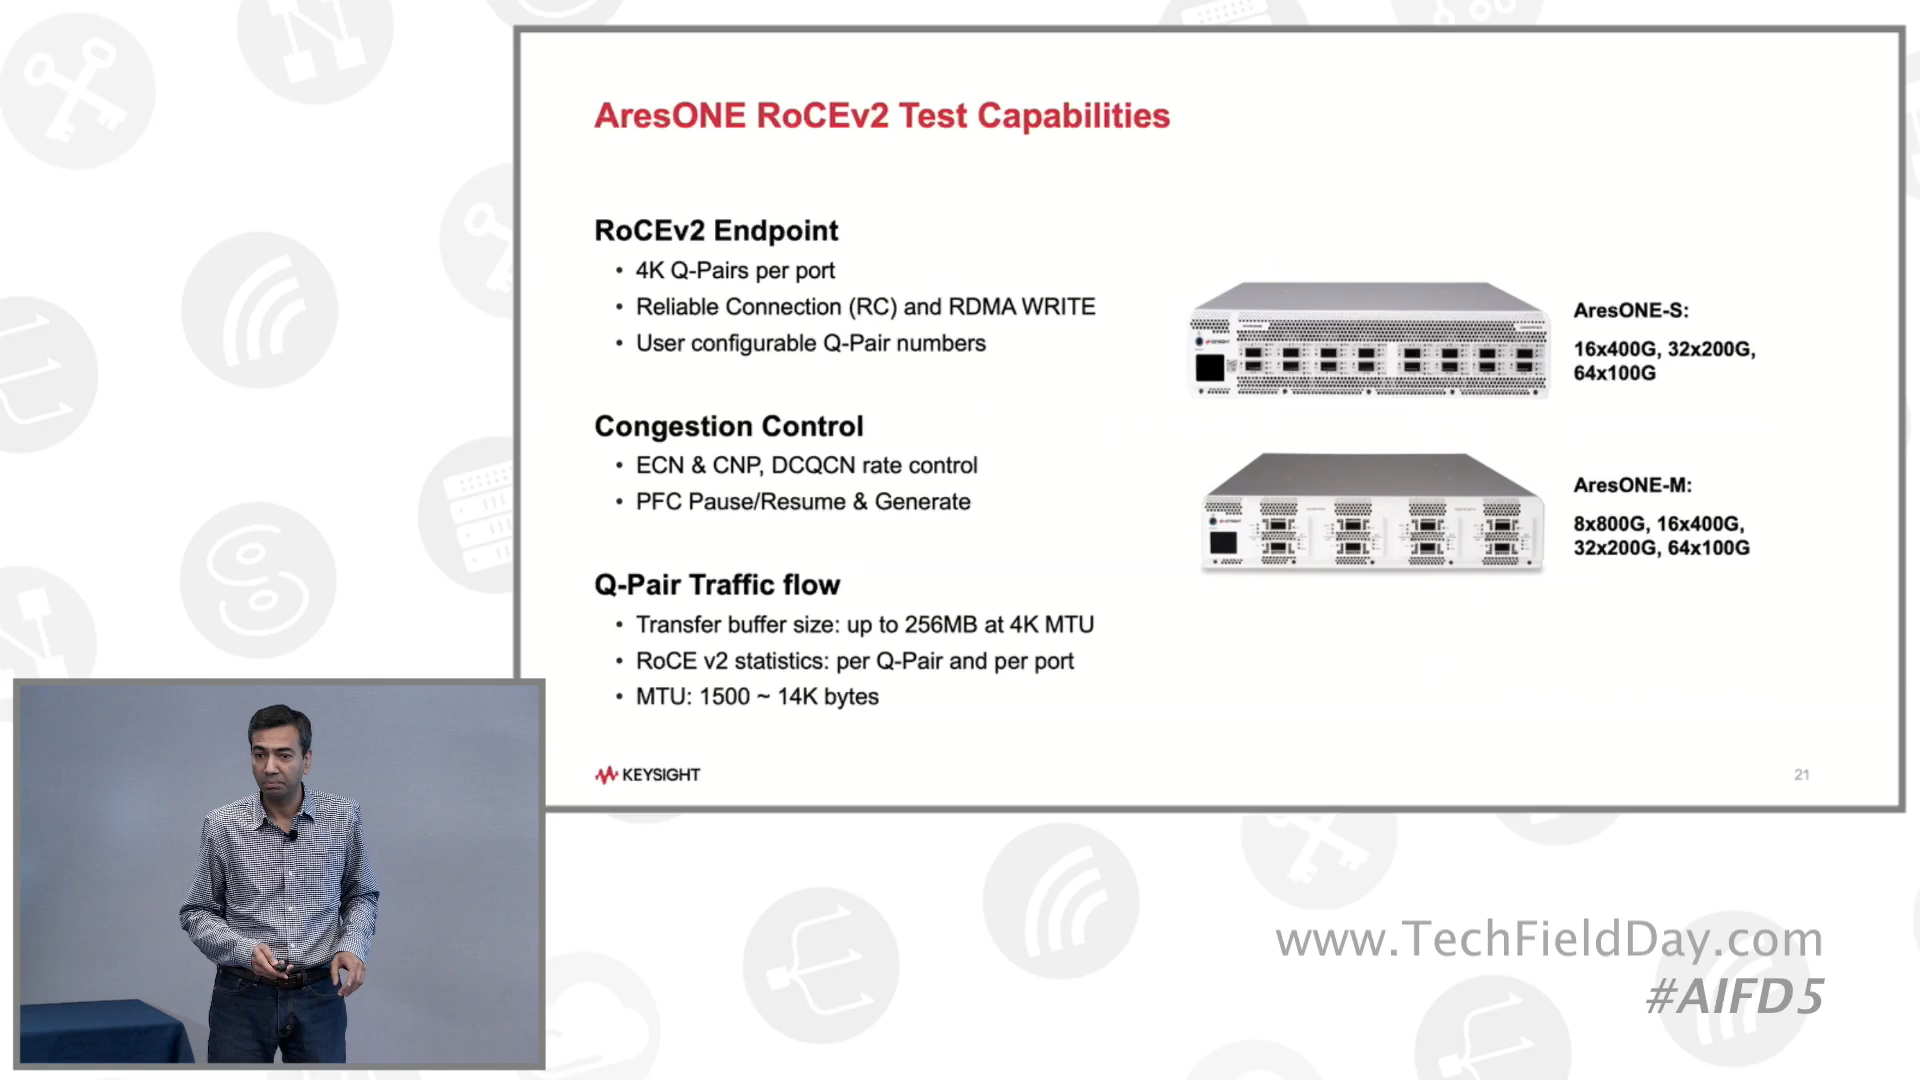 AresONE RoCEv2 Test Capabilities
RoCEv2 Endpoint
• 4K Q-Pairs per port
• Reliable Connection (RC) and RDMA WRITE
• User configurable Q-Pair numbers
Congestion Control
• ECN & CNP, DCQCN rate control
• PFC Pause/Resume & Generate
Q-Pair Traffic flow
• Transfer buffer size: up to 256MB at 4K MTU
• RoCE v2 statistics: per Q-Pair and per port
• MTU: 1500 ~ 14K bytes
AresONE-S:
16x400G, 32x200G,
64x100G
AresONE-M:
8x800G, 16x400G,
32x200G, 64x100G
KEYSIGHT
21
www.TechFieldDay.com
#AIFD5